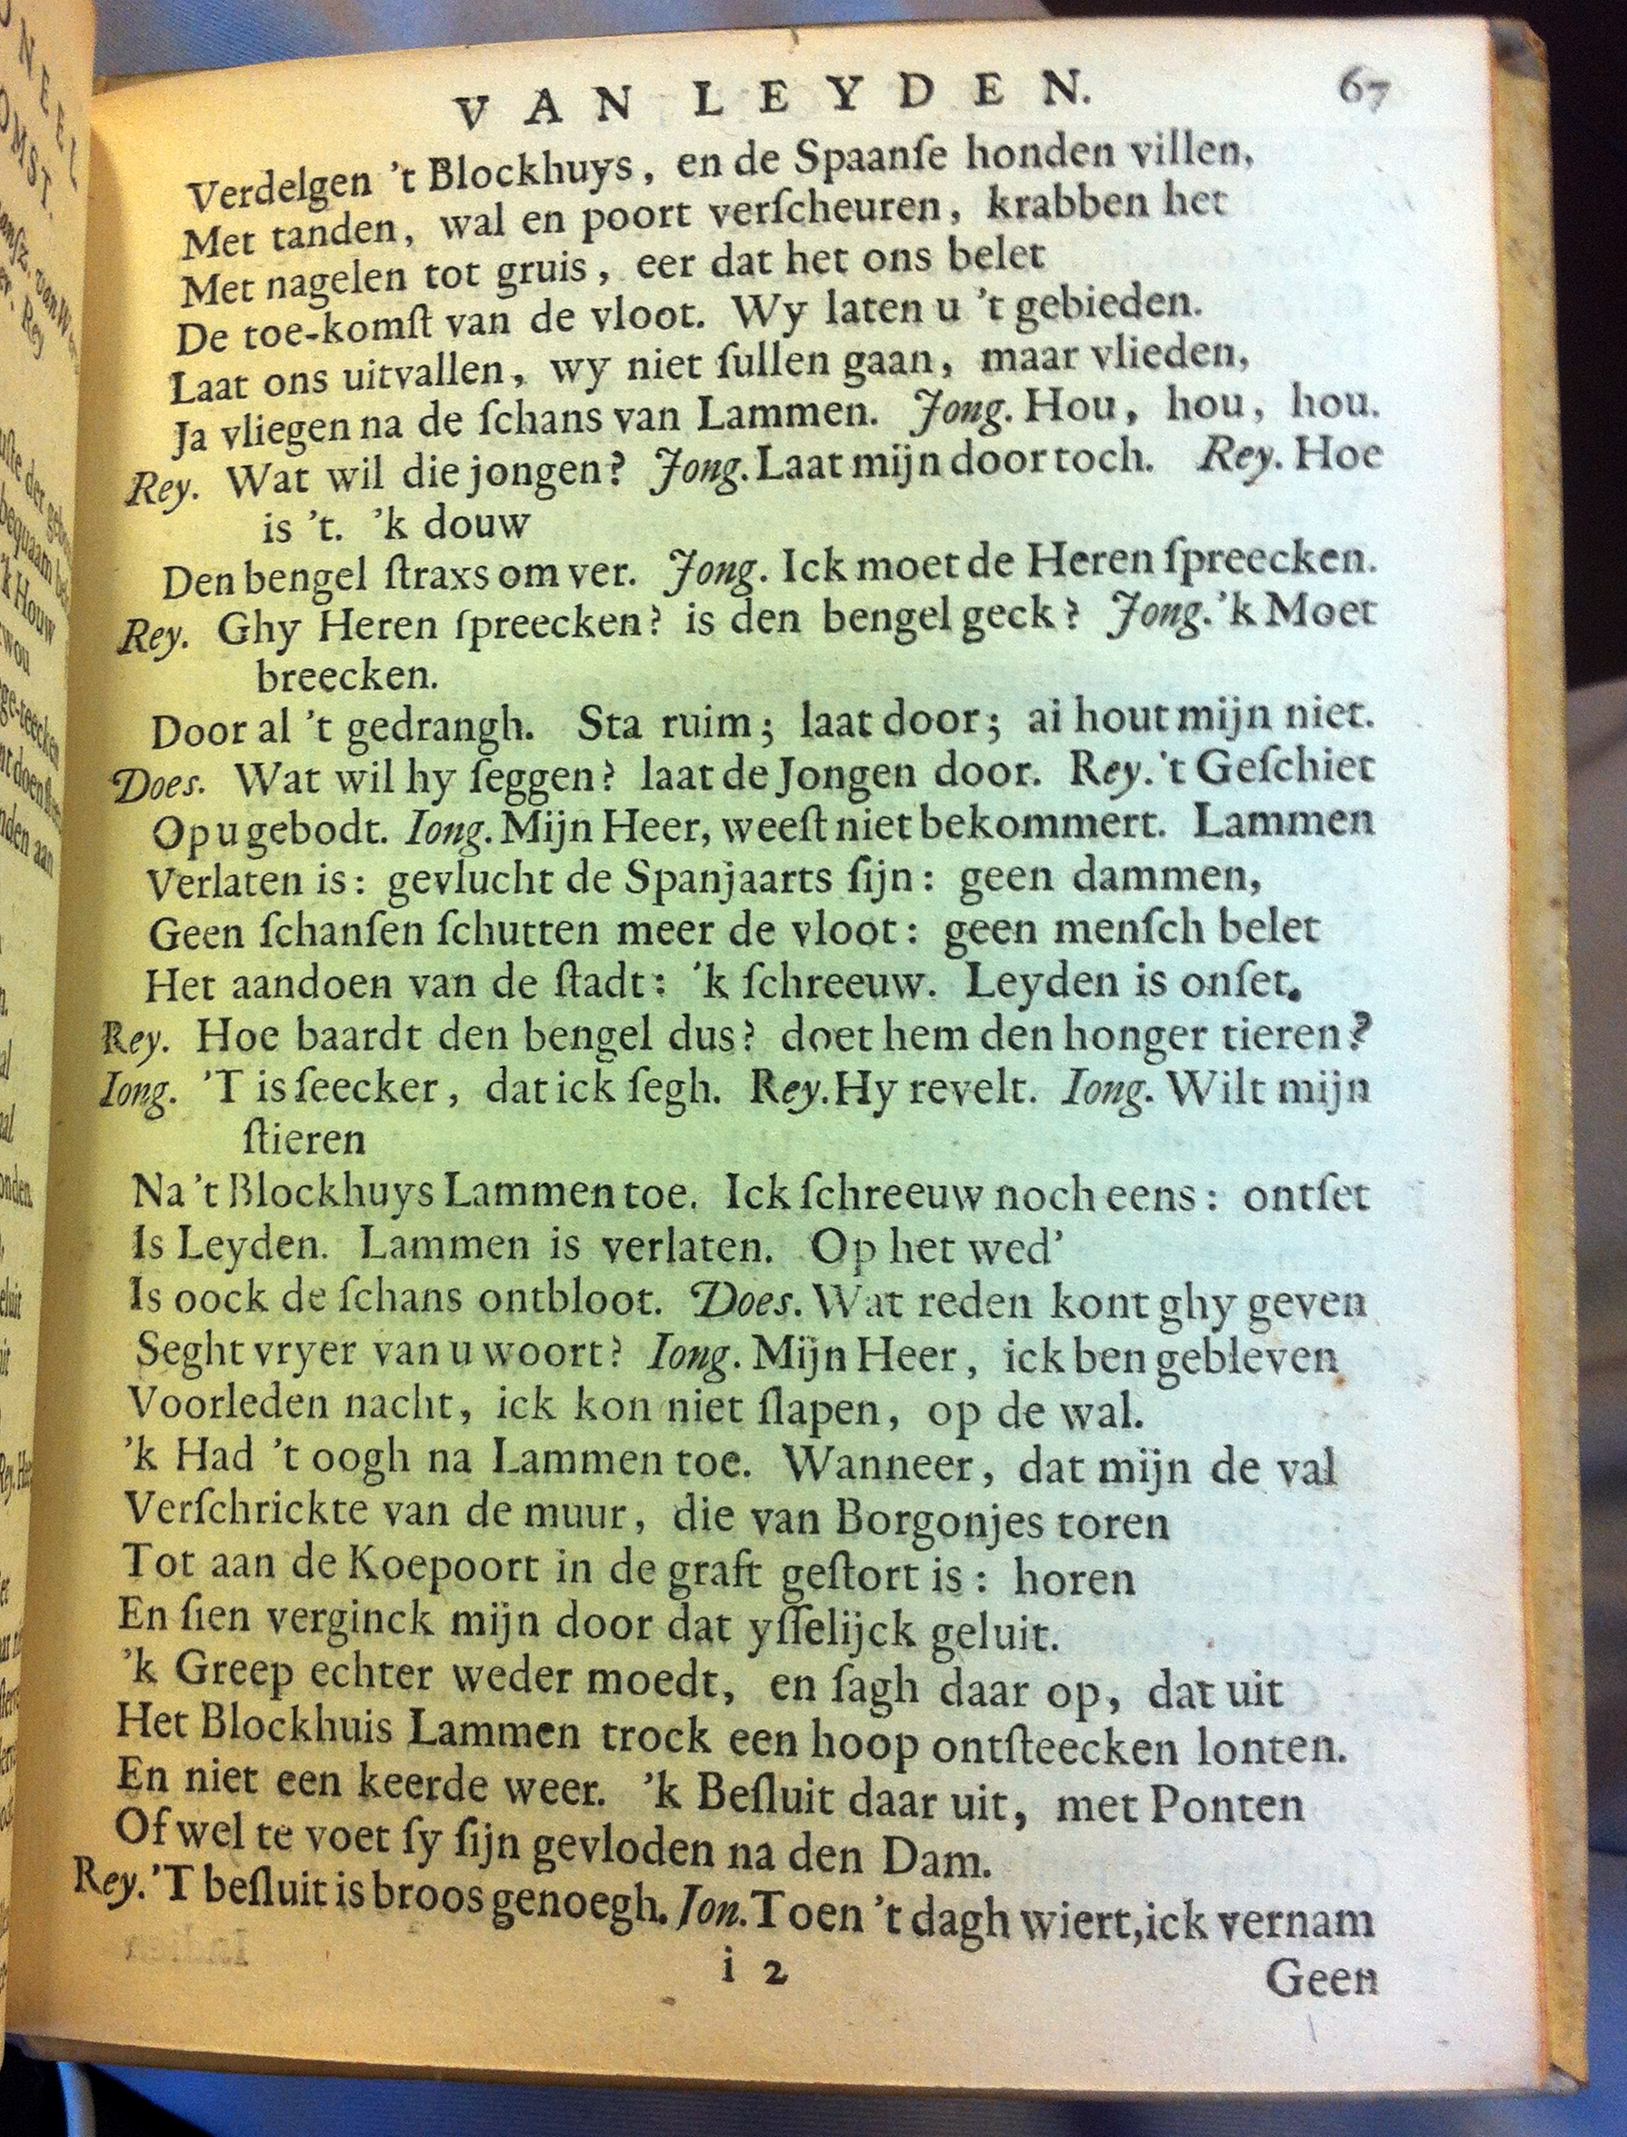 VAN LEYDEN. 67
Verdelgen 't Blockhuys, en de Spaanſe honden villen,
Met tanden, wal en poort verſcheuren, krabben het
Met nagelen tot gruis, eer dat het ons belet
De toe-komſt van de vloot. Wy laten u 't gebieden.
Laat ons uitvallen, wy niet ſullen gaan, maar vlieden,
Ja vliegen na de ſchans van Lammen. Jong. Hou, hou, hou.
Rey. Wat wil die jongen? Jong. Laat mijn door toch. Rey. Hoe
is 't. 'k douw
Den bengel ſtraxs om ver. Jong. Ick moet de Heren ſpreecken.
Rey. Ghy Heren ſpreecken? is den bengel geck? Jong. 'k Moet
breecken.
Door al 't gedrangh. Sta ruim; laat door; ai hout mijn niet.
Does. Wat wil hy ſeggen? laat de Jongen door. Rey. 't Geſchiet
Op u gebodt. Iong. Mijn Heer, weeſt niet bekommert. Lammen
Verlaten is: gevlucht de Spanjaarts ſijn: geen dammen,
Geen ſchanſen ſchutten meer de vloot: geen menſch belet
Het aandoen van de ſtadt: 'k ſchreeuw. Leyden is onſet.
Rey. Hoe baardt den bengel dus? doet hem den honger tieren?
Iong. 'T is ſeecker, dat ick ſegh. Rey. Hy revelt. Iong. Wilt mijn
ſtieren
Na 't Blockhuys Lammen toe. Ick ſchreeuw noch eens: ontſet
Is Leyden. Lammen is verlaten. Op het wed'
Is oock de ſchans ontbloot. Does. Wat reden kont ghy geven
Seght vryer van u woort? Iong. Mijn Heer, ick ben gebleven
Voorleden nacht, ick kon niet ſlapen, op de wal.
'k Had 't oogh na Lammen toe. Wanneer, dat mijn de val
Verſchrickte van de muur, die van Borgonjes toren
Tot aan de Koepoort in de graft geſtort is: horen
En ſien verginck mijn door dat yſſelijck geluit.
'k Greep echter weder moedt, en ſagh daar op, dat uit
Het Blockhuis Lammen trock een hoop ontſteecken lonten.
En niet een keerde weer. 'k Beſluit daar uit, met Ponten
Of wel te voet ſy ſijn gevloden na den Dam.
Rey. 'T beſluit is broos genoegh. Jon. Toen 't dagh wiert, ick vernam
i 2
Geen